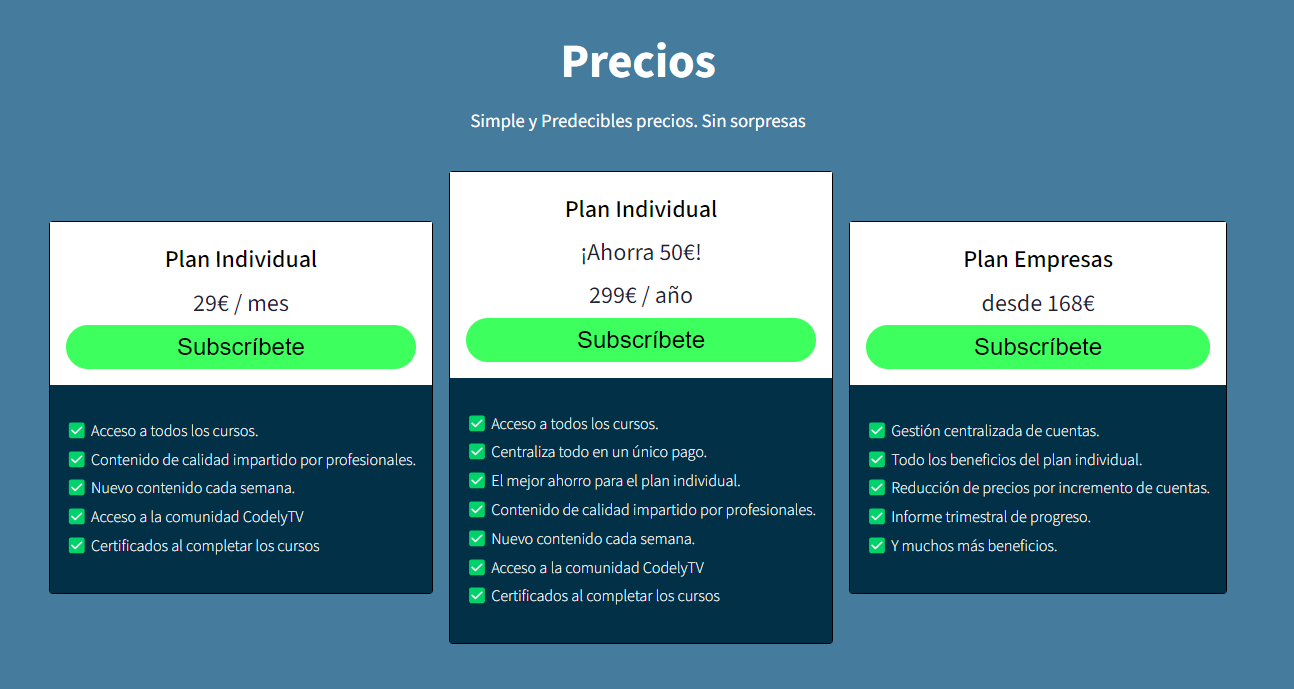 Precios
Simple y Predecibles precios. Sin sorpresas
Plan Individual
29€ / mes
Subscríbete
Acceso a todos los cursos.
Contenido de calidad impartido por profesionales.
Nuevo contenido cada semana.
Acceso a la comunidad CodelyTV
Certificados al completar los cursos
Plan Individual
¡Ahorra 50€!
299€ / año
Subscríbete
Acceso a todos los cursos.
Centraliza todo en un único pago.
El mejor ahorro para el plan individual.
Contenido de calidad impartido por profesionales.
Nuevo contenido cada semana.
Acceso a la comunidad CodelyTV
Certificados al completar los cursos
Plan Empresas
desde 168€
Subscríbete
Gestión centralizada de cuentas.
Todo los beneficios del plan individual.
Reducción de precios por incremento de cuentas.
Informe trimestral de progreso.
Y muchos más beneficios.